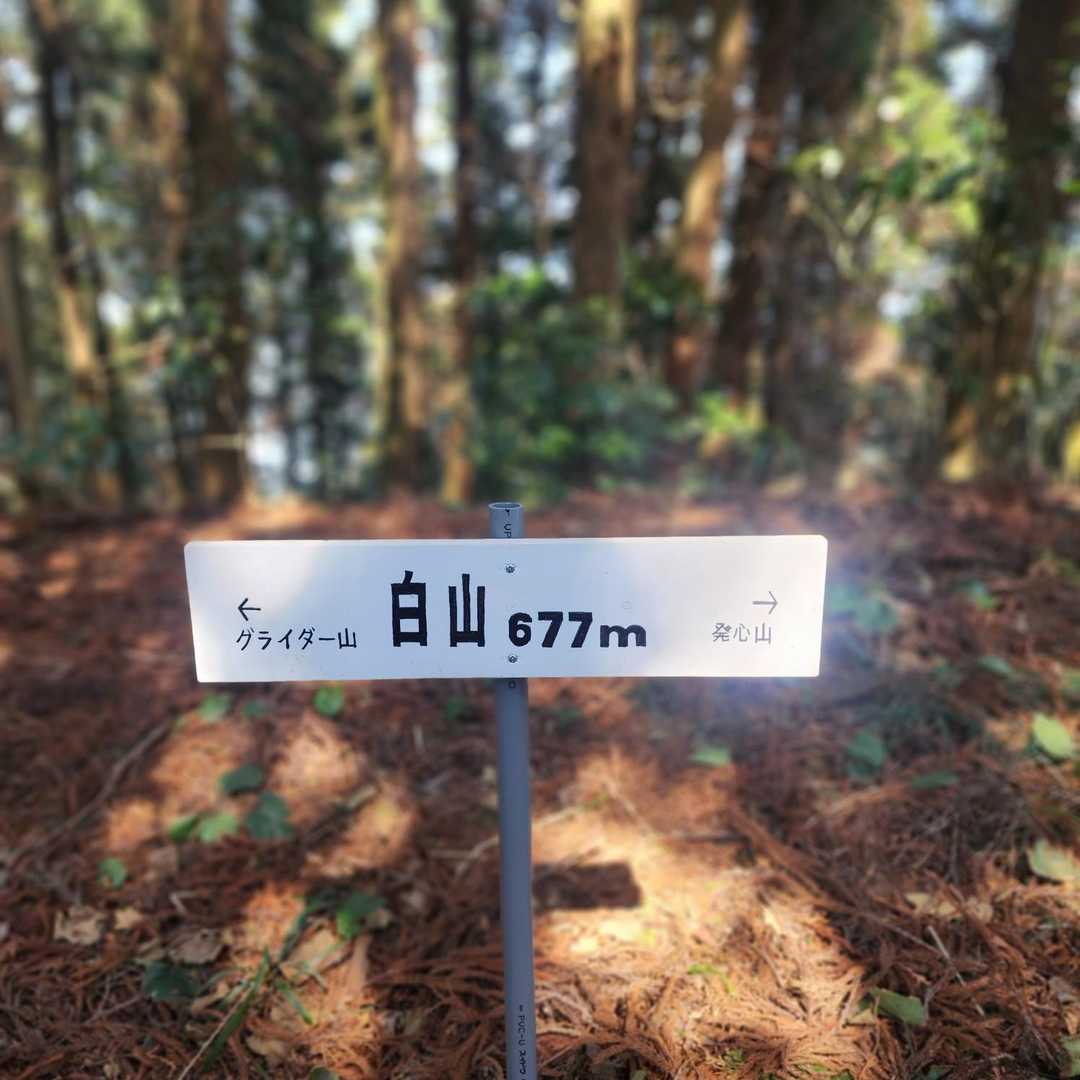 ← 白山 677m →
グライダー山 発心山